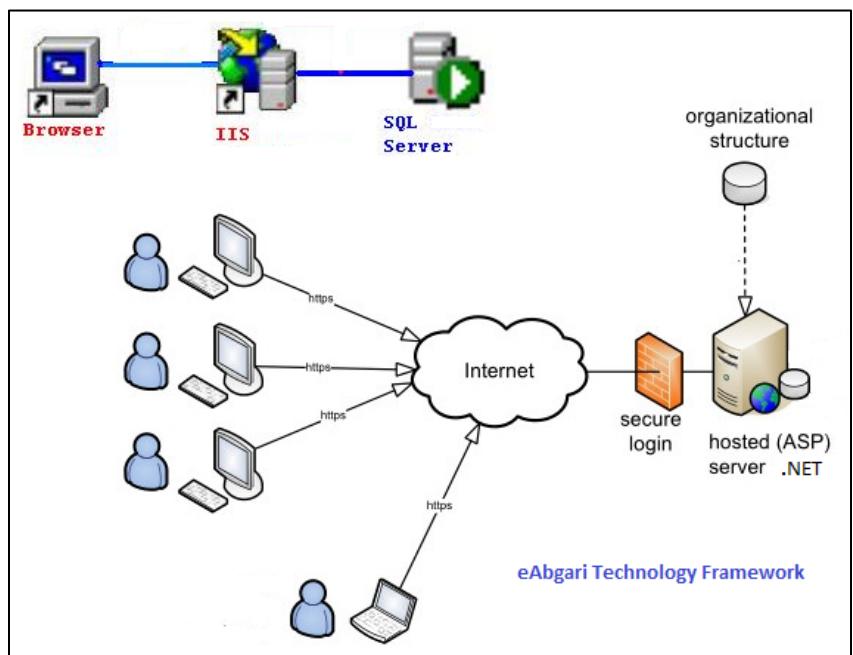 Browser
IIS
SQL
Server
organizational
structure
https
https
https
Internet
secure
login
hosted (ASP)
server .NET
https
eAbgari Technology Framework